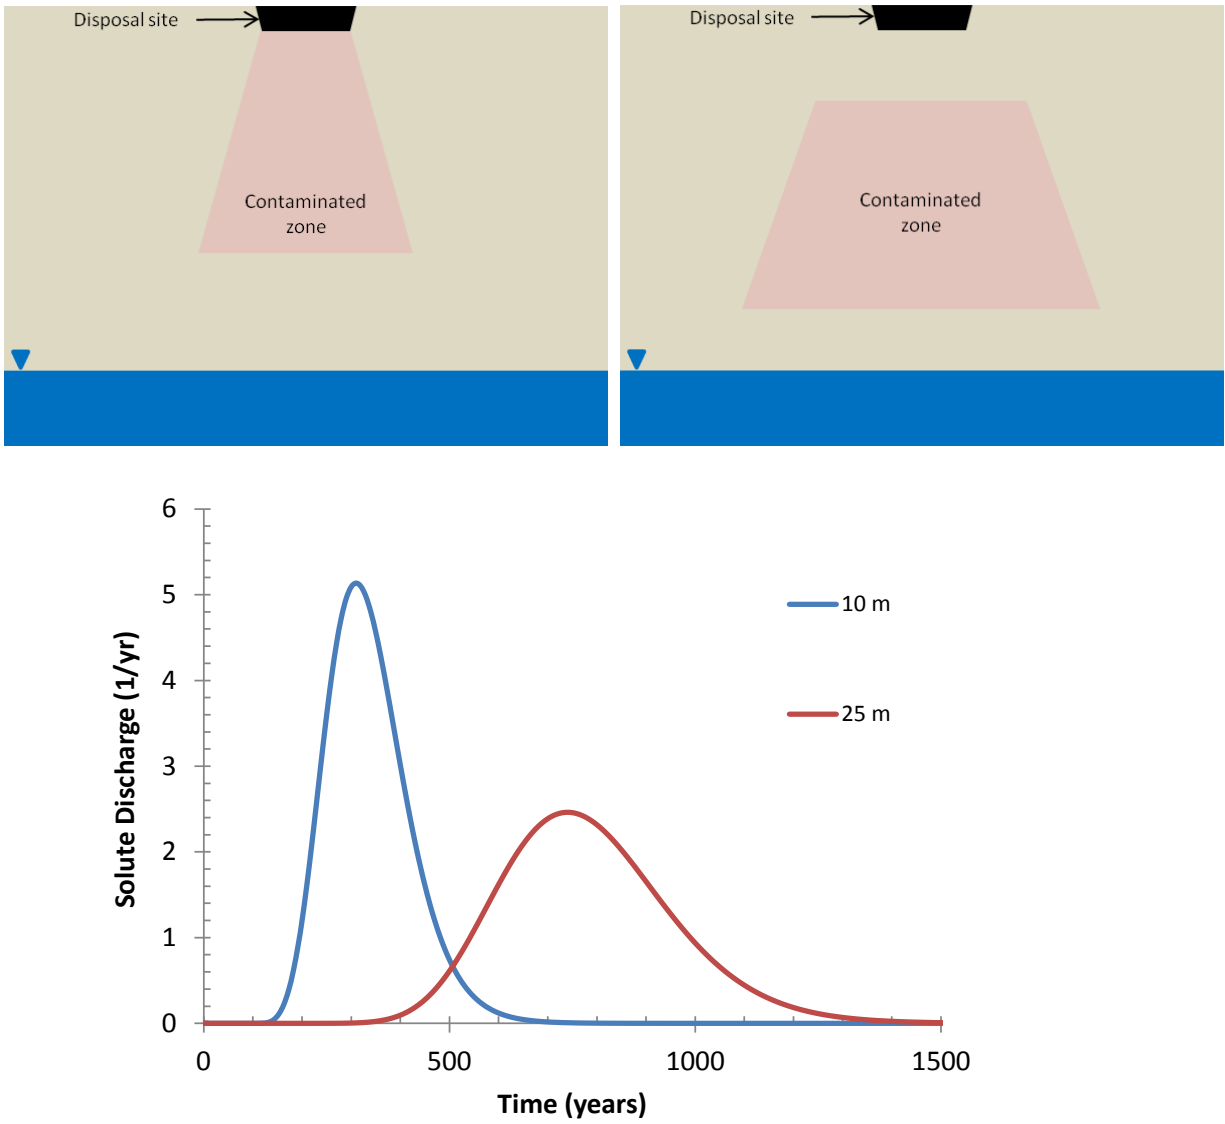 Disposal site
Contaminated
zone
Disposal site
Contaminated
zone
6
5
4
3
2
1
0
Solute Discharge (1/yr)
10 m
25 m
0 500 1000 1500
Time (years)